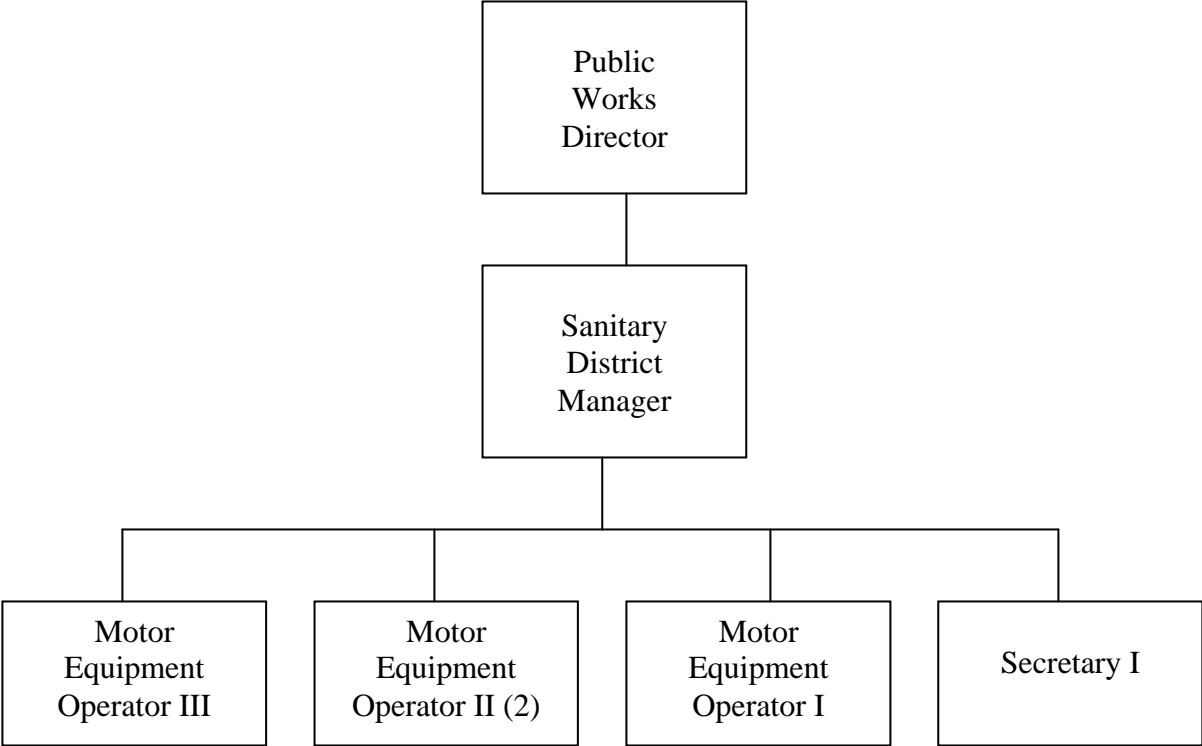 Public
Works
Director
Sanitary
District
Manager
Motor
Equipment
Operator III
Motor
Equipment
Operator II (2)
Motor
Equipment
Operator I
Secretary I